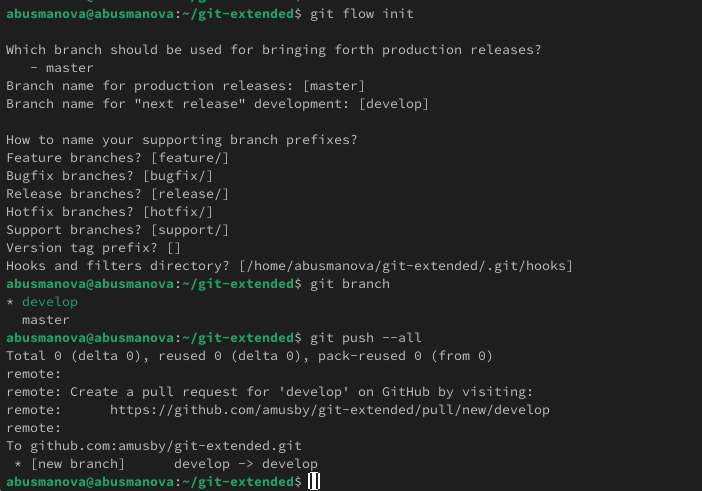 abusmanova@abusmanova:~/git-extended$ git flow init
Which branch should be used for bringing forth production releases?
   - master
Branch name for production releases: [master]
Branch name for "next release" development: [develop]
How to name your supporting branch prefixes?
Feature branches? [feature/]
Bugfix branches? [bugfix/]
Release branches? [release/]
Hotfix branches? [hotfix/]
Support branches? [support/]
Version tag prefix? []
Hooks and filters directory? [/home/abusmanova/git-extended/.git/hooks]
abusmanova@abusmanova:~/git-extended$ git branch
* develop
  master
abusmanova@abusmanova:~/git-extended$ git push --all
Total 0 (delta 0), reused 0 (delta 0), pack-reused 0 (from 0)
remote:
remote: Create a pull request for 'develop' on GitHub by visiting:
remote:      https://github.com/amusby/git-extended/pull/new/develop
remote:
To github.com:amusby/git-extended.git
 * [new branch]      develop -> develop
abusmanova@abusmanova:~/git-extended$